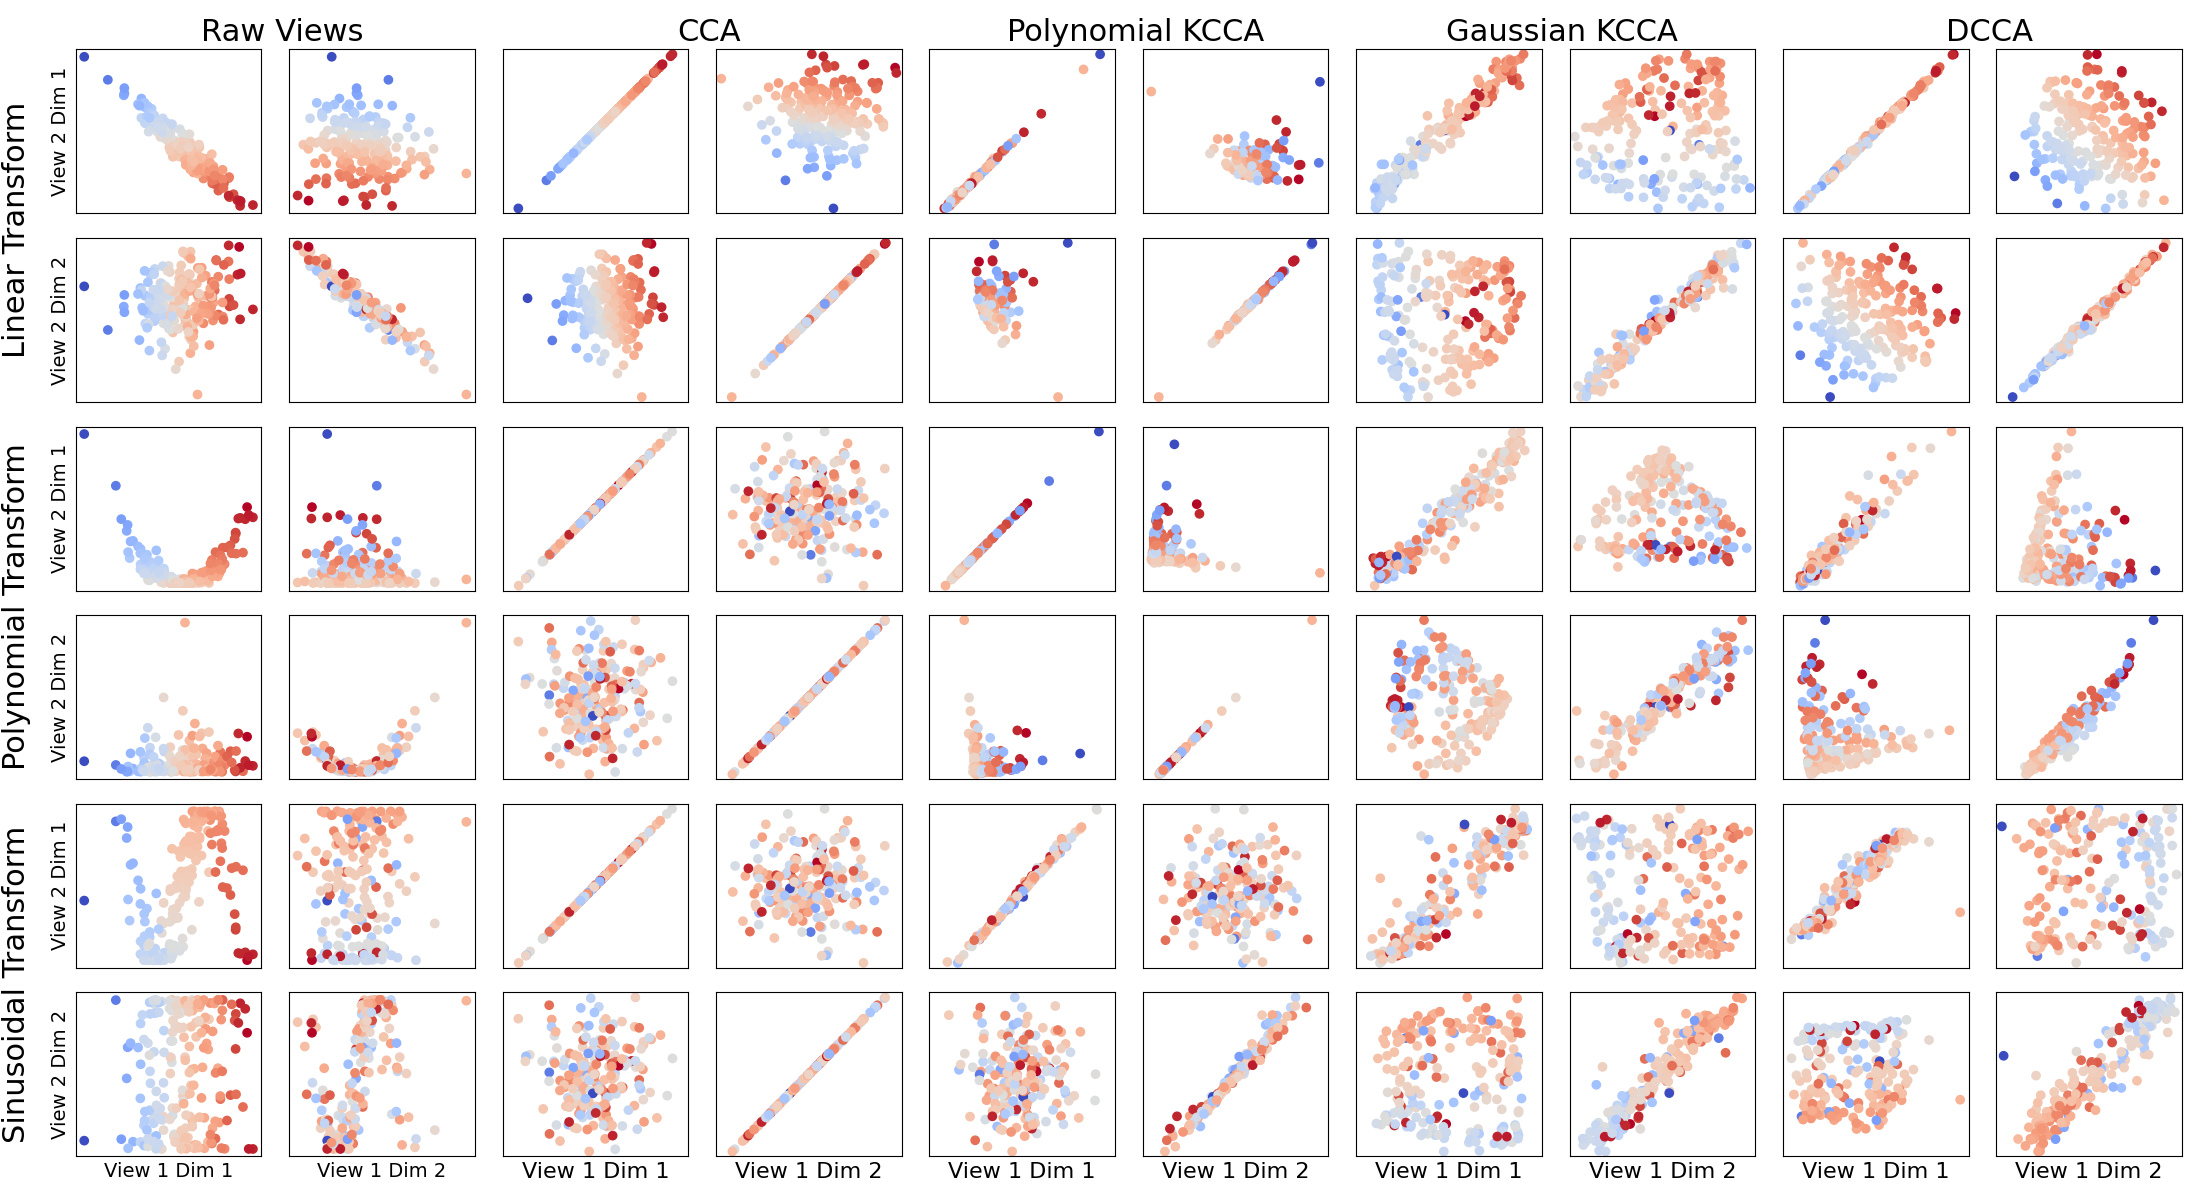 Raw Views
CCA
Polynomial KCCA
Gaussian KCCA
DCCA
Linear Transform
View 2 Dim 1
View 2 Dim 2
Polynomial Transform
View 2 Dim 1
View 2 Dim 2
Sinusoidal Transform
View 2 Dim 1
View 2 Dim 2
View 1 Dim 1
View 1 Dim 2
View 1 Dim 1
View 1 Dim 2
View 1 Dim 1
View 1 Dim 2
View 1 Dim 1
View 1 Dim 2
View 1 Dim 1
View 1 Dim 2